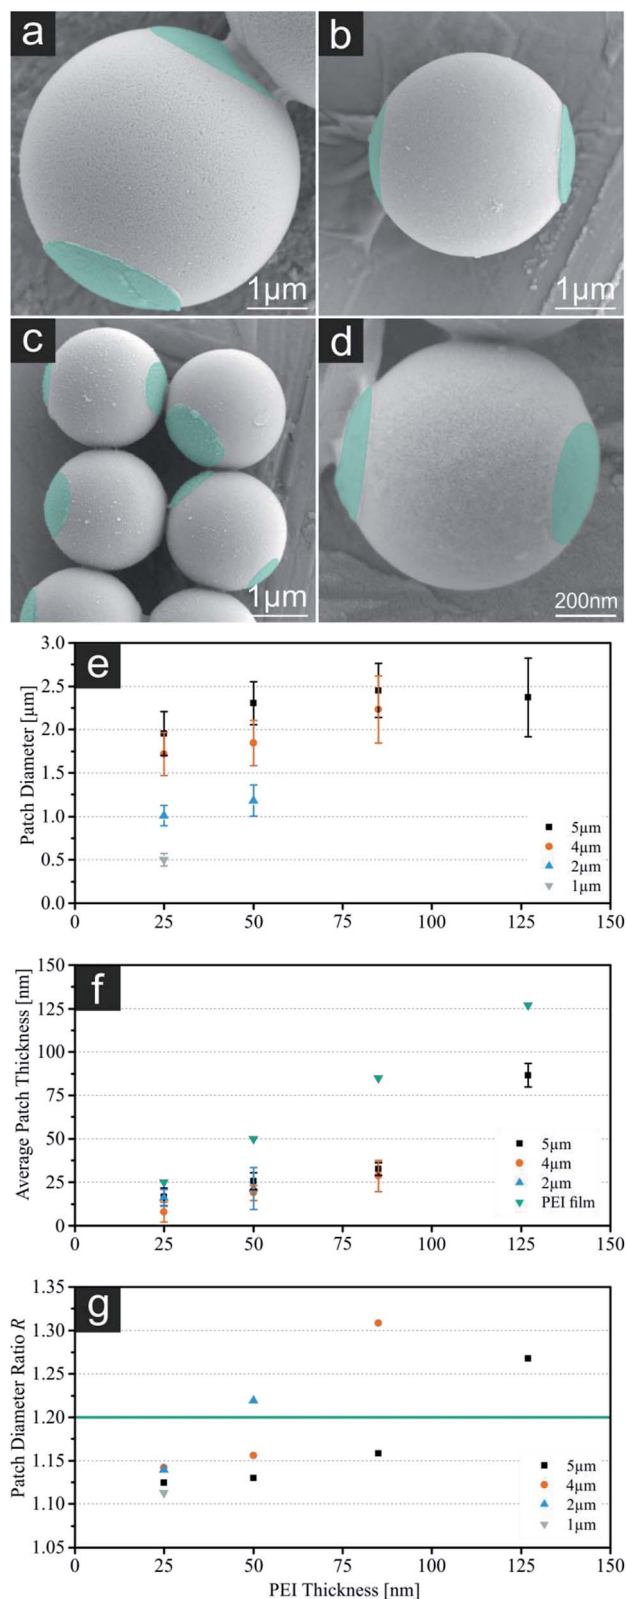 a
b
1µm
1µm
c
d
1µm
200nm
e
3.0
2.5
2.0
1.5
1.0
0.5
0.0
Patch Diameter [µm]
5µm
4µm
2µm
1µm
0 25 50 75 100 125 150
f
150
125
100
75
50
25
0
Average Patch Thickness [nm]
5µm
4µm
2µm
PEI film
0 25 50 75 100 125 150
g
1.35
1.30
1.25
1.20
1.15
1.10
1.05
Patch Diameter Ratio R
5µm
4µm
2µm
1µm
0 25 50 75 100 125 150
PEI Thickness [nm]